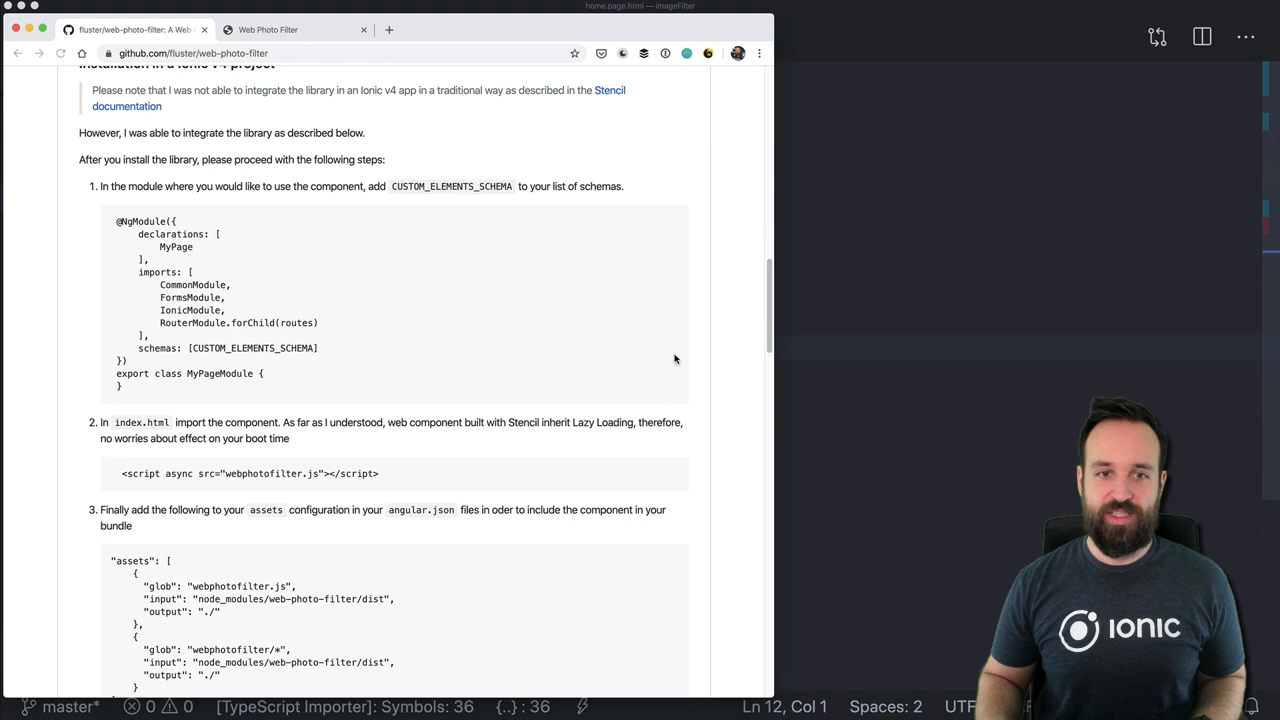 home.page.html — imageFilter
fluster/web-photo-filter: A Web
Web Photo Filter
github.com/fluster/web-photo-filter
Installation in a Ionic v4 project
Please note that I was not able to integrate the library in an Ionic v4 app in a traditional way as described in the Stencil
documentation
However, I was able to integrate the library as described below.
After you install the library, please proceed with the following steps:
1. In the module where you would like to use the component, add CUSTOM_ELEMENTS_SCHEMA to your list of schemas.
@NgModule({
declarations: [
MyPage
],
imports: [
CommonModule,
FormsModule,
IonicModule,
RouterModule.forChild(routes)
],
schemas: [CUSTOM_ELEMENTS_SCHEMA]
})
export class MyPageModule {
}
2. In index.html import the component. As far as I understood, web component built with Stencil inherit Lazy Loading, therefore,
no worries about effect on your boot time
<script async src="webphotofilter.js"></script>
3. Finally add the following to your assets configuration in your angular.json files in oder to include the component in your
bundle
"assets": [
{
"glob": "webphotofilter.js",
"input": "node_modules/web-photo-filter/dist",
"output": "./"
},
{
"glob": "webphotofilter/*",
"input": "node_modules/web-photo-filter/dist",
"output": "./"
}
IONIC
master* 0 0 [TypeScript Importer]: Symbols: 36 {..} : 36 Ln 12, Col 1 Spaces: 2 UTF